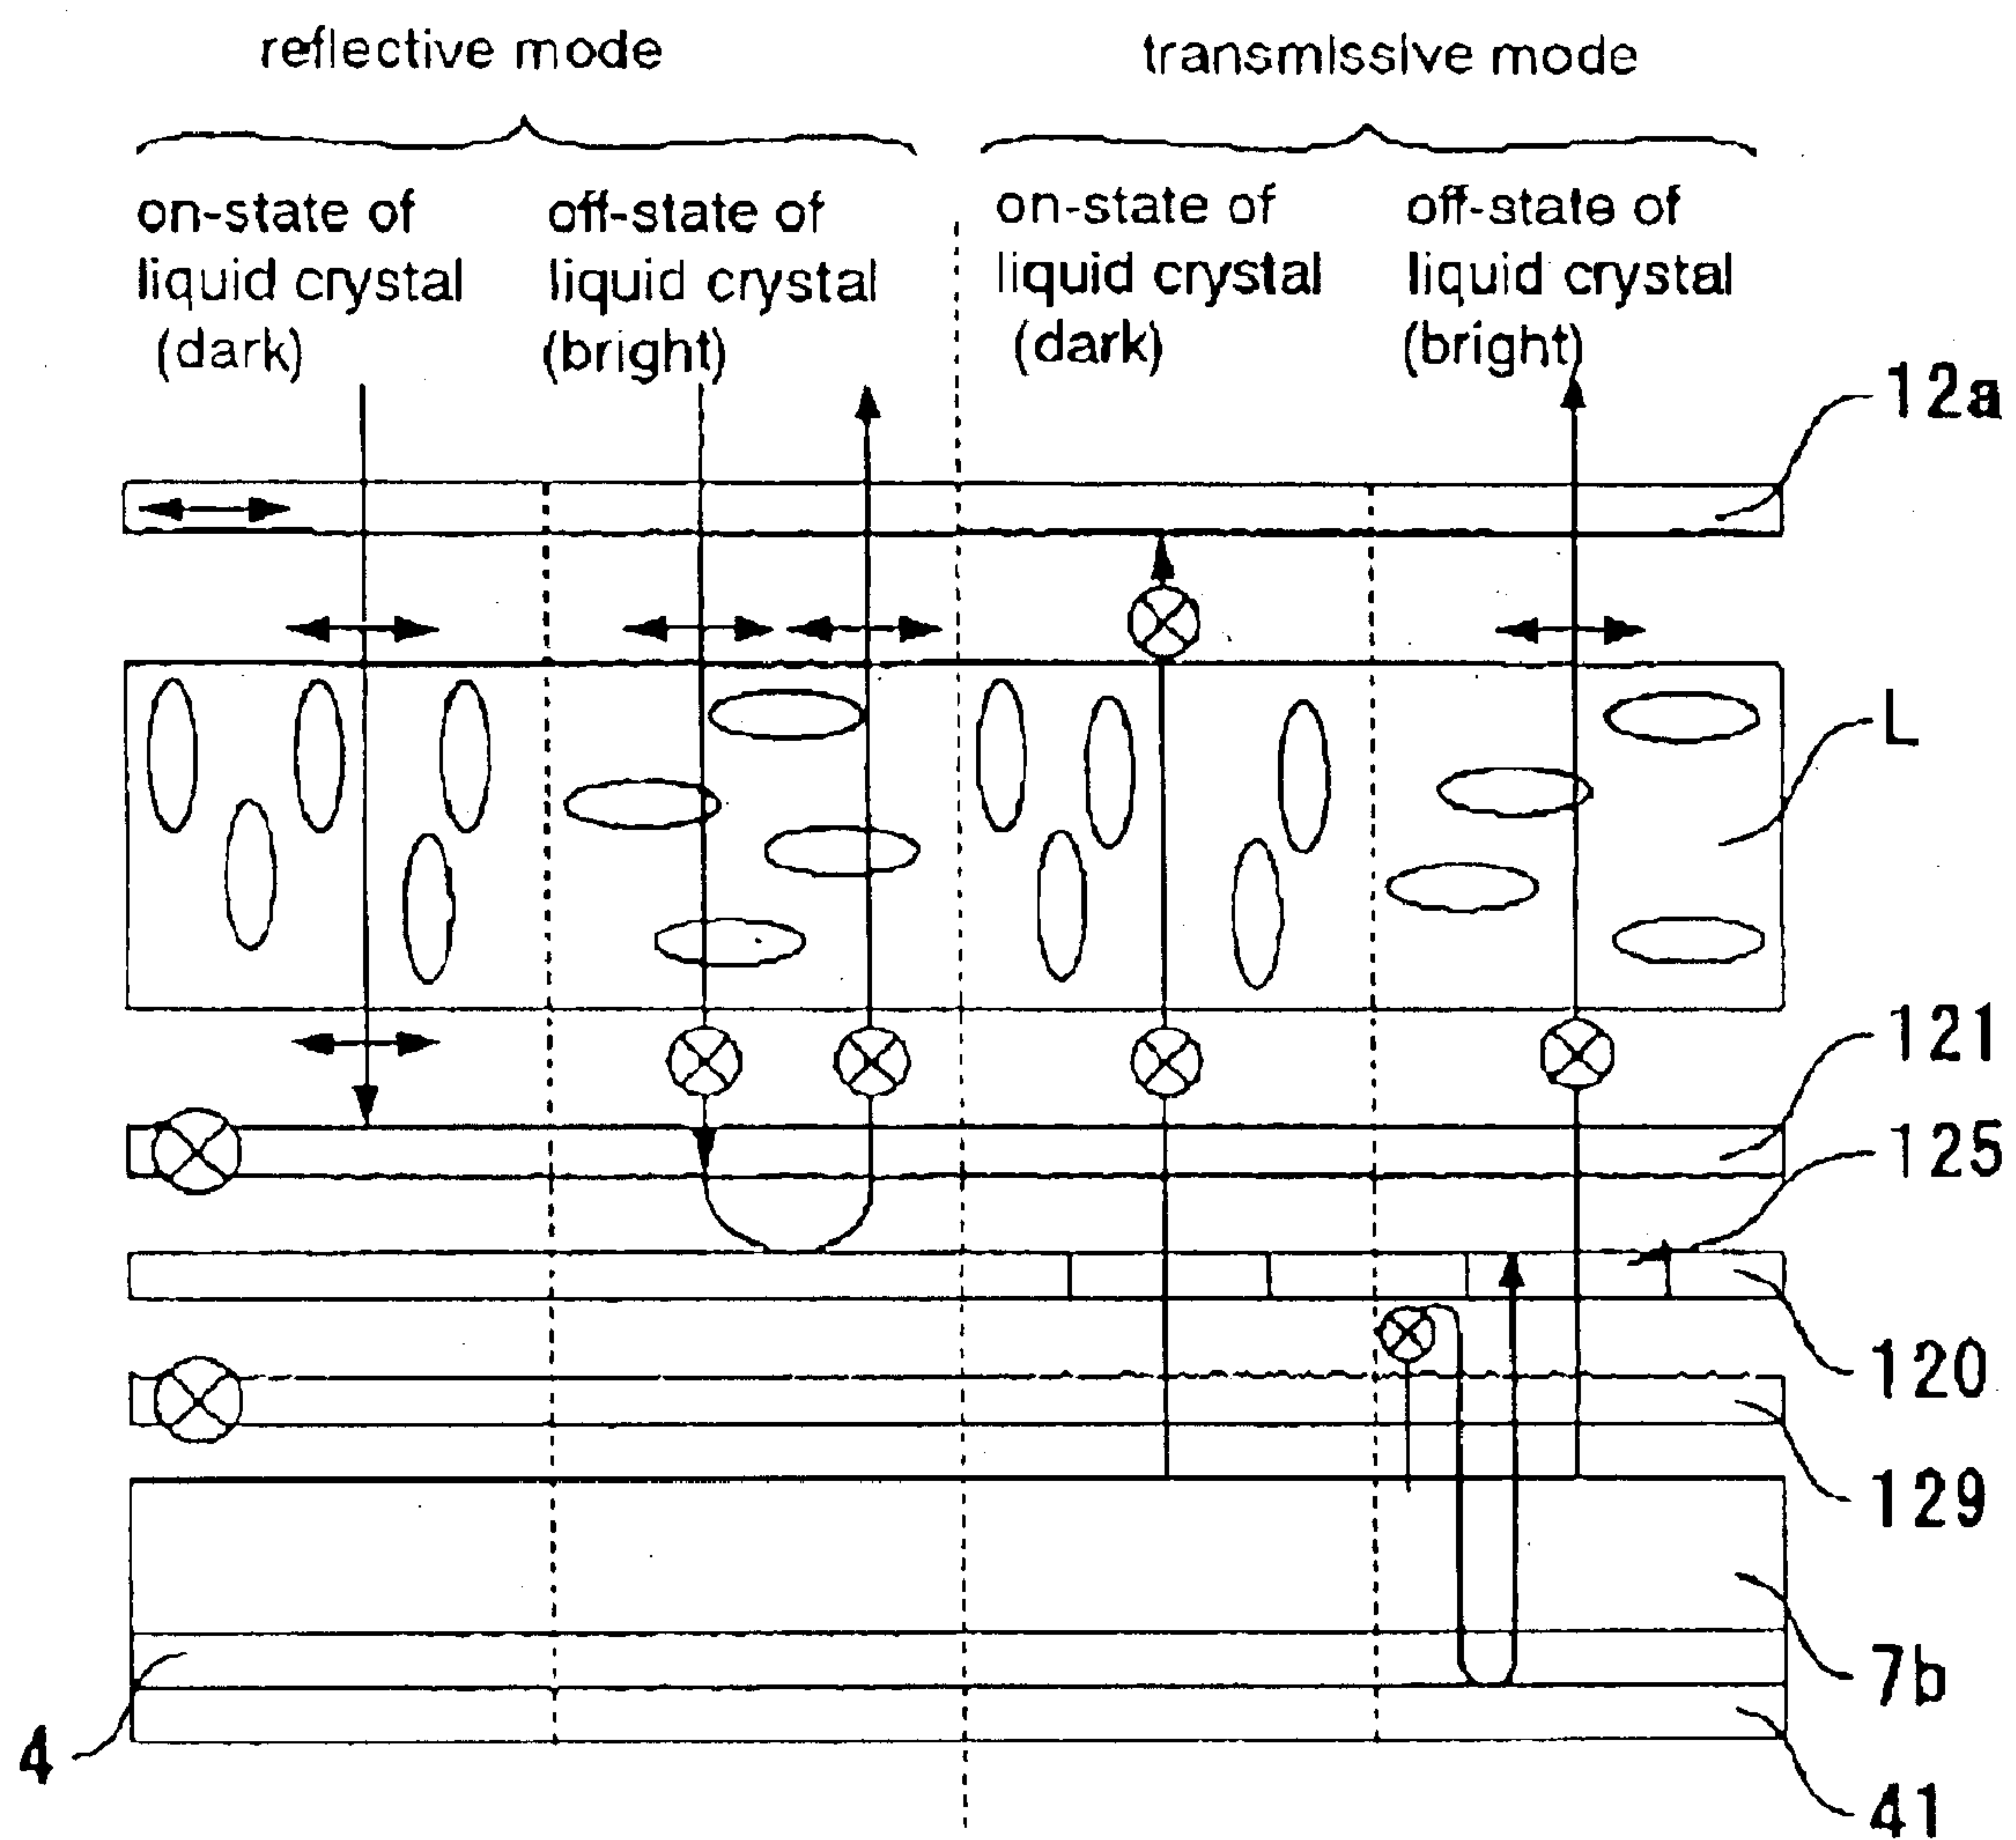 reflective mode
transmissive mode
on-state of
liquid crystal
(dark)
off-state of
liquid crystal
(bright)
on-state of
liquid crystal
(dark)
off-state of
liquid crystal
(bright)
12a
L
121
125
120
129
7b
4
41